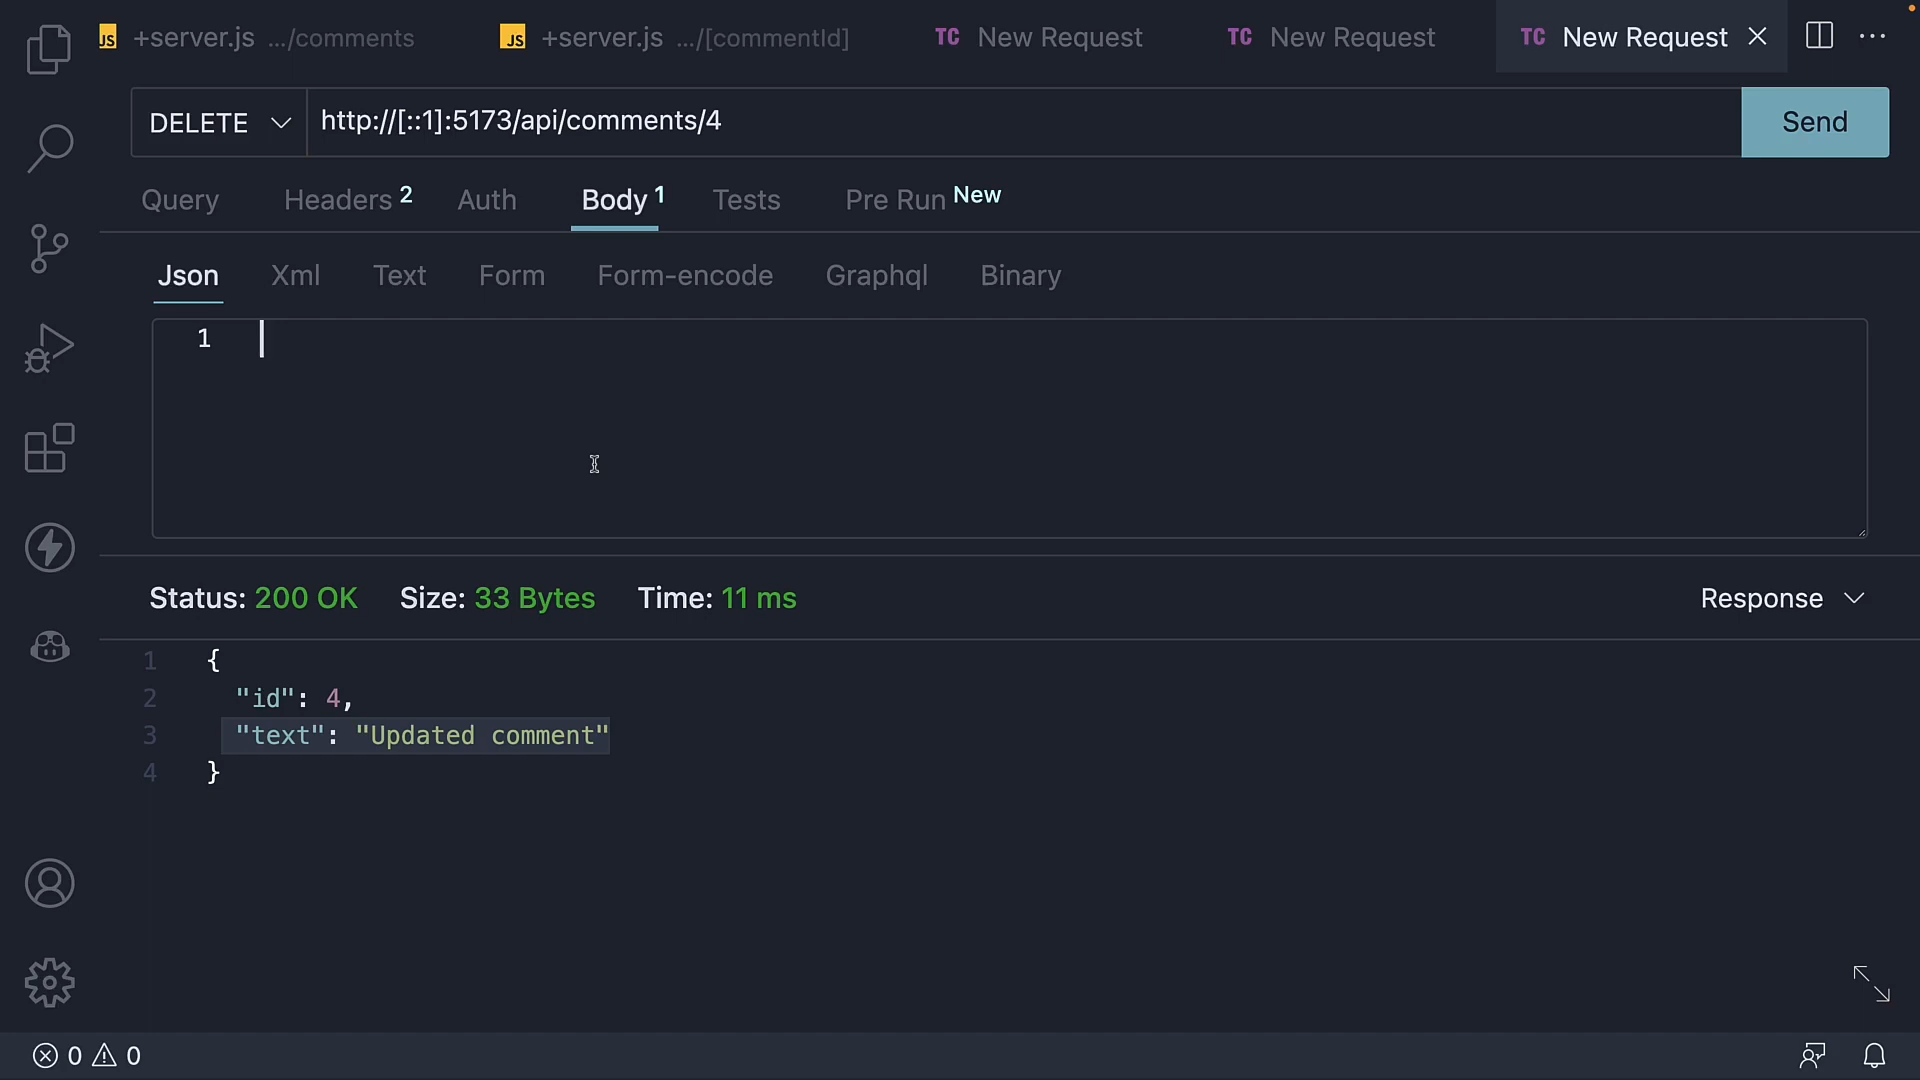 JS +server.js .../comments JS +server.js .../[commentId] TC New Request TC New Request TC New Request
DELETE http://[::1]:5173/api/comments/4 Send
Query Headers 2 Auth Body 1 Tests Pre Run New
Json Xml Text Form Form-encode Graphql Binary
1
Status: 200 OK Size: 33 Bytes Time: 11 ms Response
1 {
2 "id": 4,
3 "text": "Updated comment"
4 }
0 0